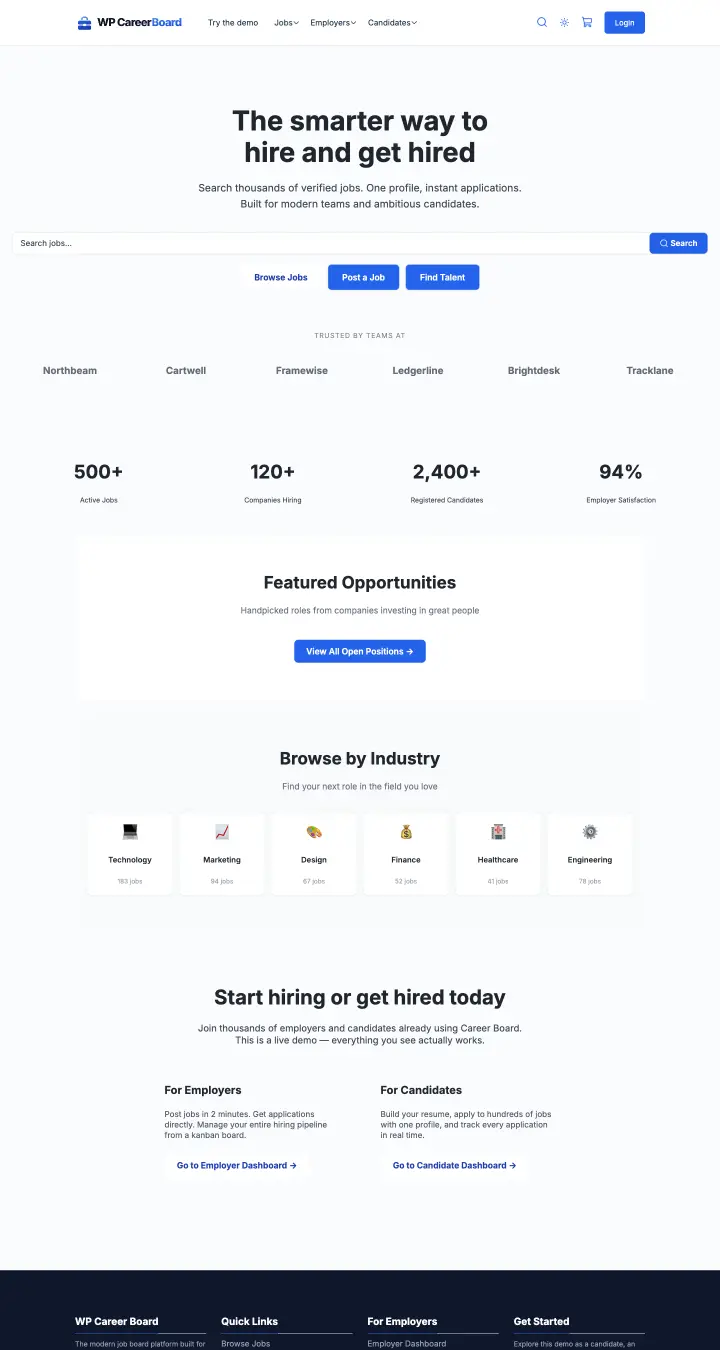 WP CareerBoard
Try the demo
Jobs
Employers
Candidates
Login
The smarter way to
hire and get hired
Search thousands of verified jobs. One profile, instant applications.
Built for modern teams and ambitious candidates.
Search jobs...
Search
Browse Jobs
Post a Job
Find Talent
TRUSTED BY TEAMS AT
Northbeam
Cartwell
Framewise
Ledgerline
Brightdesk
Tracklane
500+
120+
2,400+
94%
Active Jobs
Companies Hiring
Registered Candidates
Employer Satisfaction
Featured Opportunities
Handpicked roles from companies investing in great people
View All Open Positions →
Browse by Industry
Find your next role in the field you love
Technology
Marketing
Design
Finance
Healthcare
Engineering
183 jobs
94 jobs
67 jobs
52 jobs
41 jobs
78 jobs
Start hiring or get hired today
Join thousands of employers and candidates already using Career Board.
This is a live demo — everything you see actually works.
For Employers
Post jobs in 2 minutes. Get applications
directly. Manage your entire hiring pipeline
from a kanban board.
Go to Employer Dashboard →
For Candidates
Build your resume, apply to hundreds of jobs
with one profile, and track every application
in real time.
Go to Candidate Dashboard →
WP Career Board
The modern job board platform built for
Quick Links
Browse Jobs
For Employers
Employer Dashboard
Get Started
Explore this demo as a candidate, an